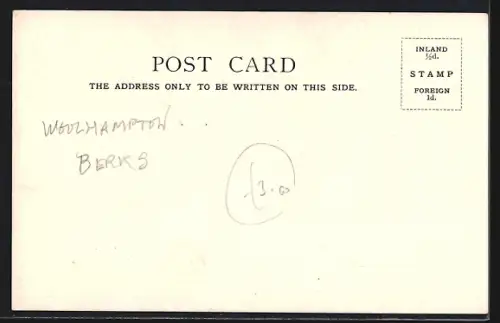 POST CARD
THE ADDRESS ONLY TO BE WRITTEN ON THIS SIDE.
INLAND
½d.
STAMP
FOREIGN
1d.
WOOLHAMPTON . .
BERKS